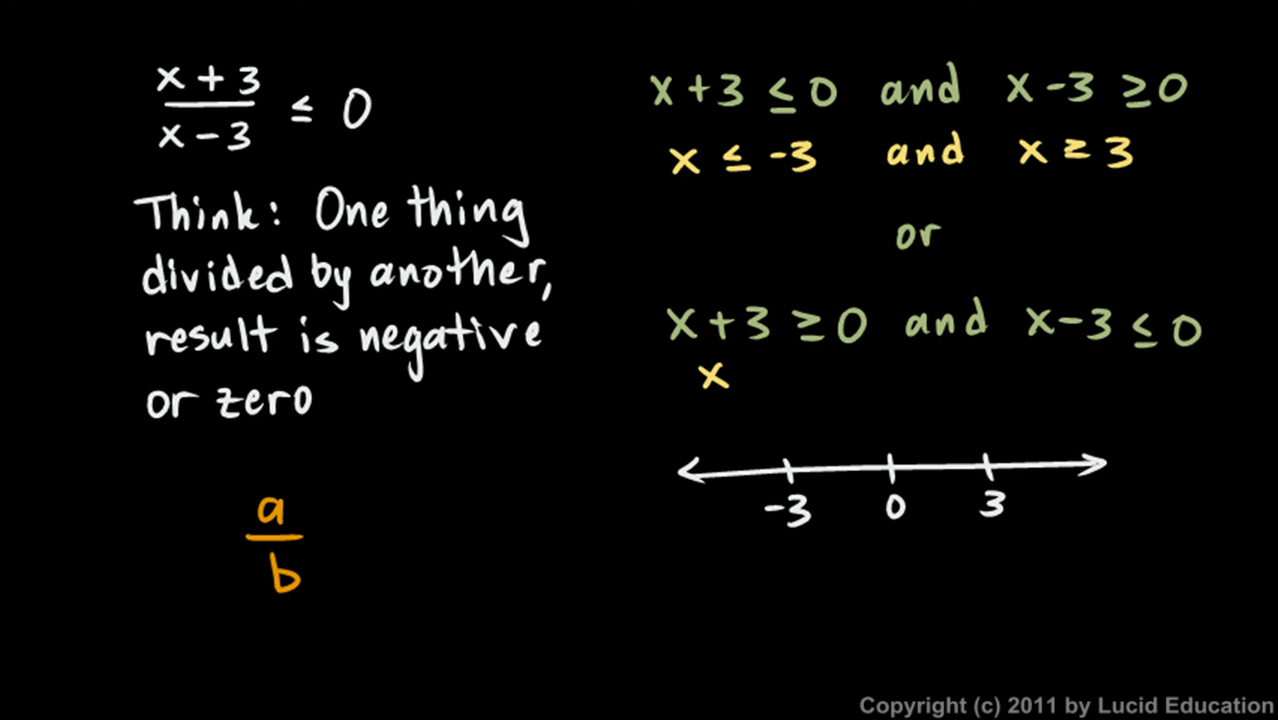 x + 3
x - 3
≤ 0
Think: One thing
divided by another,
result is negative
or zero
a
b
x + 3 ≤ 0 and x - 3 ≥ 0
x ≤ -3 and x ≥ 3
or
x + 3 ≥ 0 and x - 3 ≤ 0
x
-3 0 3
Copyright (c) 2011 by Lucid Education